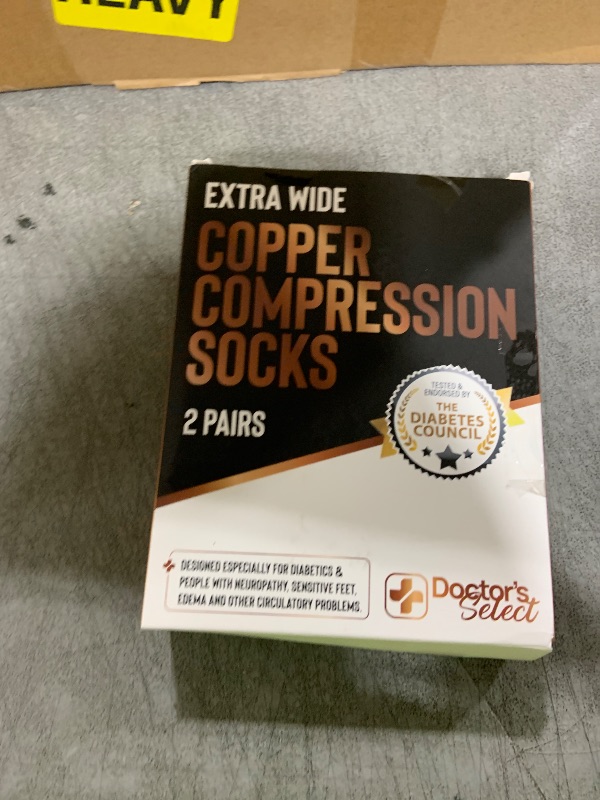 HEAVY
EXTRA WIDE
COPPER
COMPRESSION
SOCKS
2 PAIRS
TESTED &
ENDORSED BY
THE
DIABETES
COUNCIL
DESIGNED ESPECIALLY FOR DIABETICS &
PEOPLE WITH NEUROPATHY, SENSITIVE FEET,
EDEMA AND OTHER CIRCULATORY PROBLEMS.
Doctor's
Select